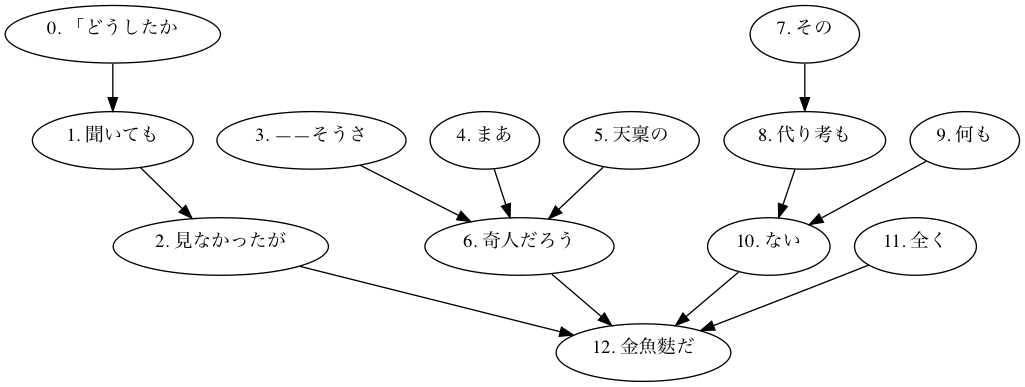 0. 「どうしたか
7. その
1. 聞いても
3. ——そうさ
4. まあ
5. 天稟の
8. 代り考も
9. 何も
2. 見なかったが
6. 奇人だろう
10. ない
11. 全く
12. 金魚麩だ